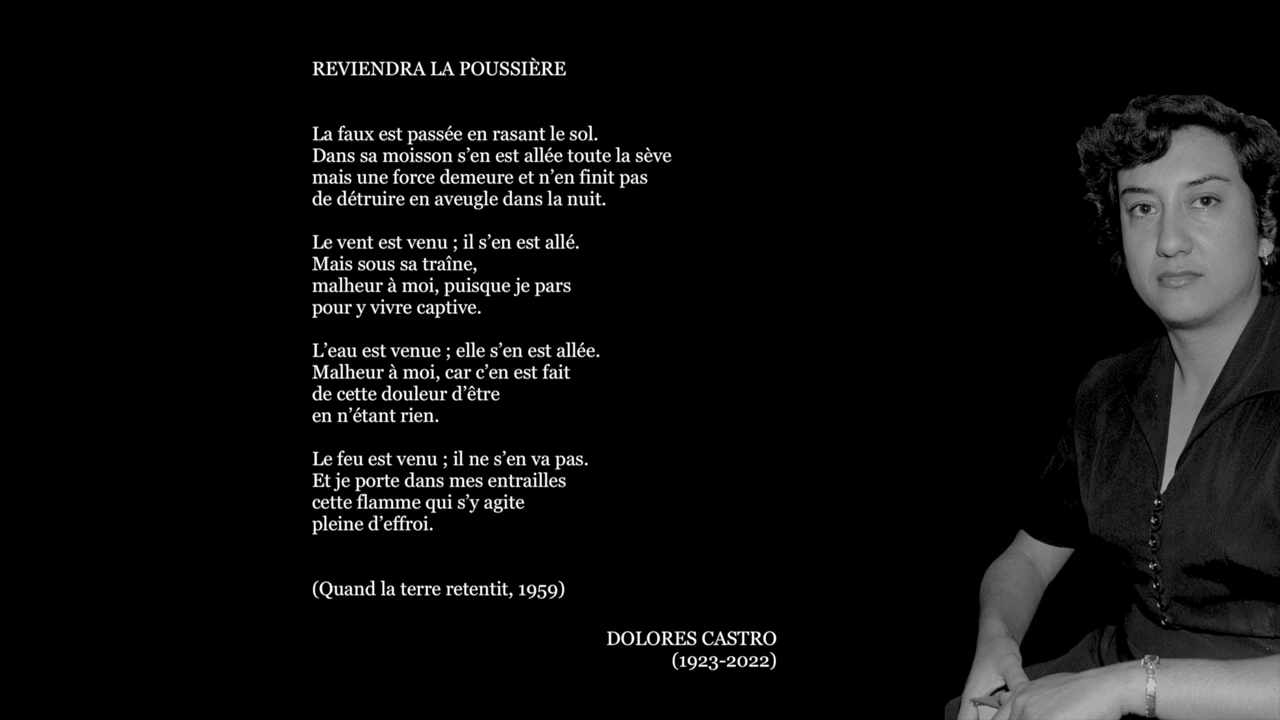 REVIENDRA LA POUSSIÈRE
La faux est passée en rasant le sol.
Dans sa moisson s’en est allée toute la sève
mais une force demeure et n’en finit pas
de détruire en aveugle dans la nuit.
Le vent est venu ; il s’en est allé.
Mais sous sa traîne,
malheur à moi, puisque je pars
pour y vivre captive.
L’eau est venue ; elle s’en est allée.
Malheur à moi, car c’en est fait
de cette douleur d’être
en n’étant rien.
Le feu est venu ; il ne s’en va pas.
Et je porte dans mes entrailles
cette flamme qui s’y agite
pleine d’effroi.
(Quand la terre retentit, 1959)
DOLORES CASTRO
(1923-2022)